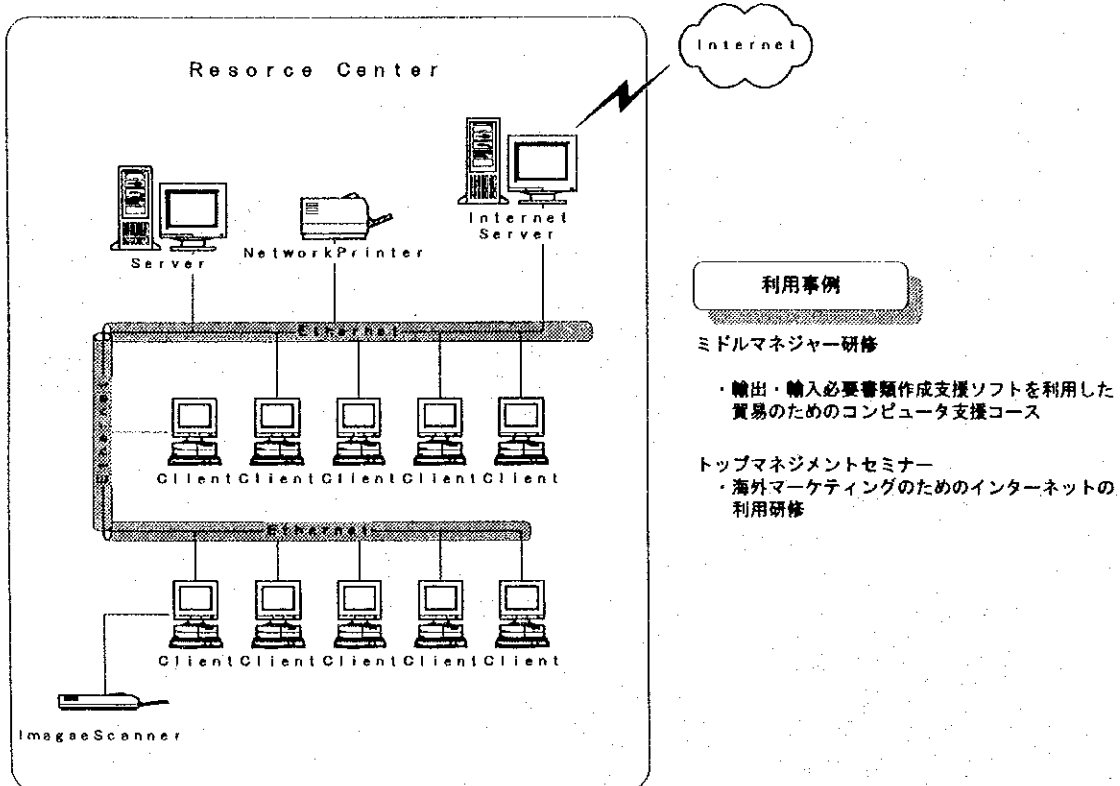 Internet
Resorce Center
Internet
Server
Server
NetworkPrinter
Ethernet
Ethernet
Client Client Client Client Client
Ethernet
Client Client Client Client Client
ImagaeScanner
利用事例
ミドルマネジャー研修
・輸出・輸入必要書類作成支援ソフトを利用した
貿易のためのコンピュータ支援コース
トップマネジメントセミナー
・海外マーケティングのためのインターネットの
利用研修